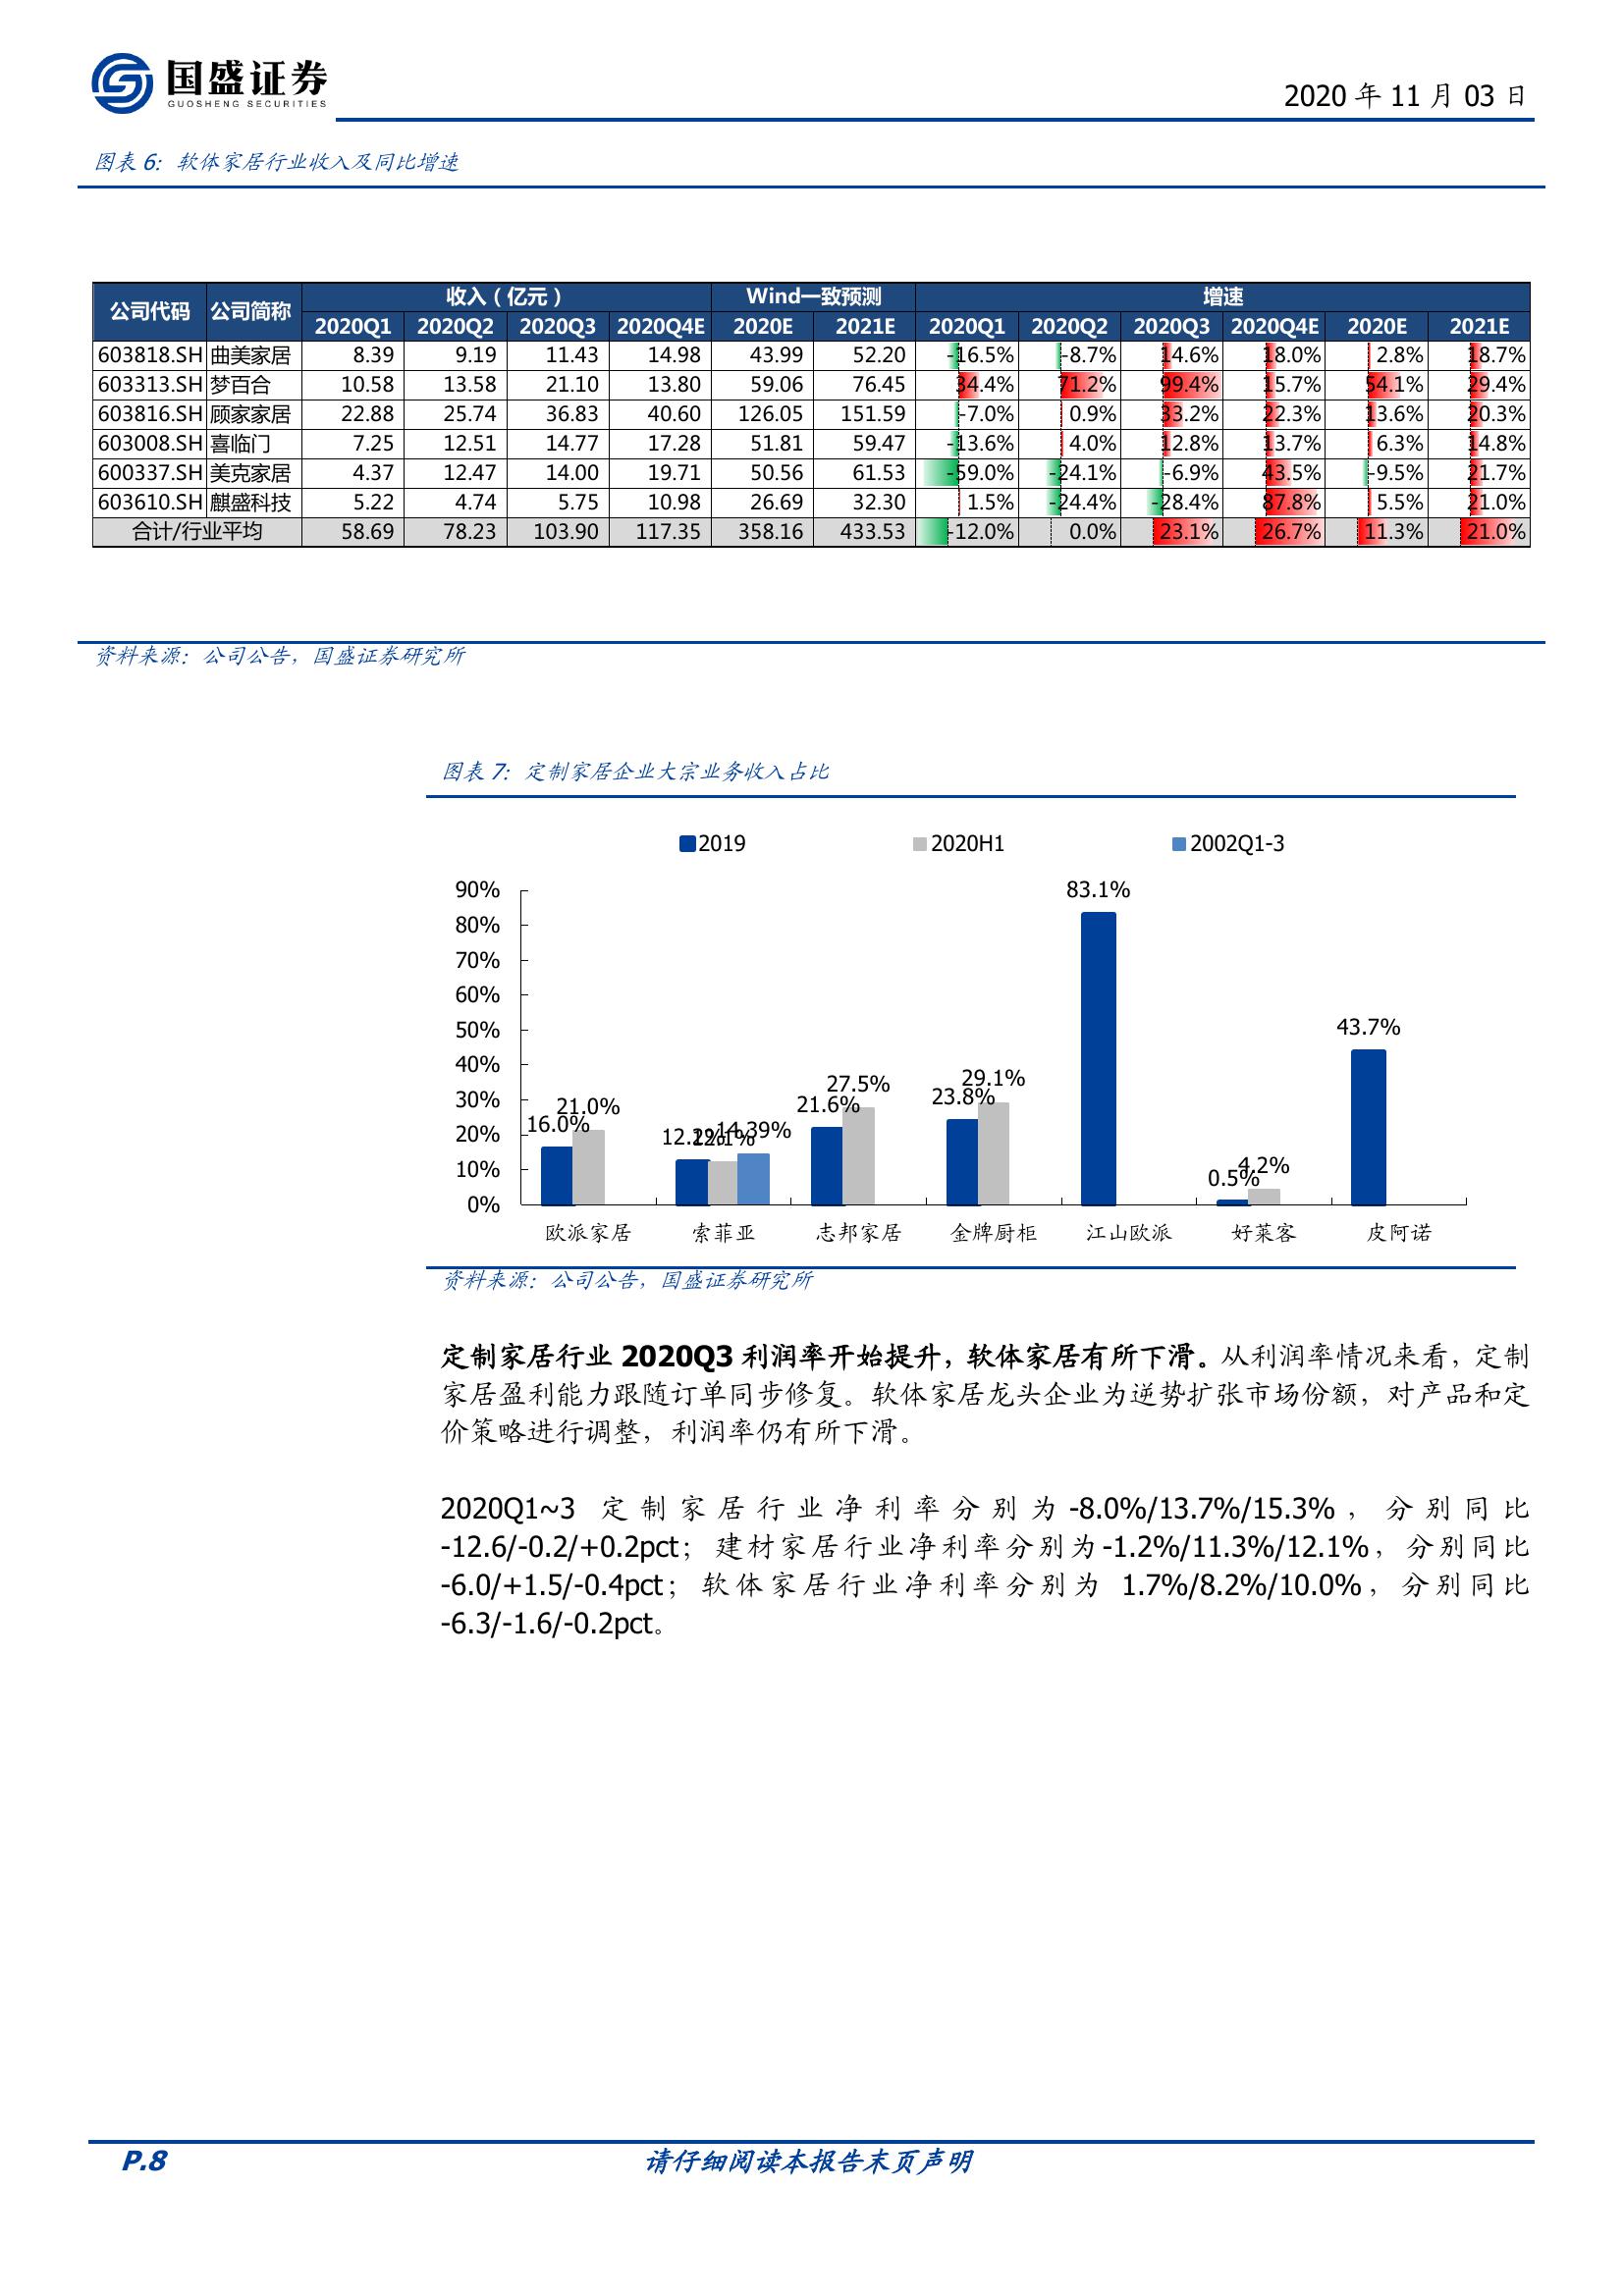 国盛证券
GUOSHENG SECURITIES
2020 年 11 月 03 日
图表 6：软体家居行业收入及同比增速
公司代码 公司简称 收入（亿元） Wind一致预测 增速
2020Q1 2020Q2 2020Q3 2020Q4E 2020E 2021E 2020Q1 2020Q2 2020Q3 2020Q4E 2020E 2021E
603818.SH 曲美家居 8.39 9.19 11.43 14.98 43.99 52.20 -16.5% -8.7% 14.6% 18.0% 2.8% 18.7%
603313.SH 梦百合 10.58 13.58 21.10 13.80 59.06 76.45 34.4% 71.2% 99.4% 15.7% 54.1% 29.4%
603816.SH 顾家家居 22.88 25.74 36.83 40.60 126.05 151.59 -7.0% 0.9% 33.2% 22.3% 13.6% 20.3%
603008.SH 喜临门 7.25 12.51 14.77 17.28 51.81 59.47 -13.6% 4.0% 12.8% 13.7% 6.3% 14.8%
600337.SH 美克家居 4.37 12.47 14.00 19.71 50.56 61.53 -59.0% -24.1% -6.9% 43.5% -9.5% 21.7%
603610.SH 麒盛科技 5.22 4.74 5.75 10.98 26.69 32.30 1.5% -24.4% -28.4% 87.8% 5.5% 21.0%
合计/行业平均 58.69 78.23 103.90 117.35 358.16 433.53 -12.0% 0.0% 23.1% 26.7% 11.3% 21.0%
资料来源：公司公告，国盛证券研究所
图表 7：定制家居企业大宗业务收入占比
2019 2020H1 2002Q1-3
90%
80%
70%
60%
50%
40%
30%
20%
10%
0%
16.0% 21.0% 12.1% 14.39% 21.6% 27.5% 23.8% 29.1% 83.1% 0.5% 4.2% 43.7%
欧派家居 索菲亚 志邦家居 金牌厨柜 江山欧派 好莱客 皮阿诺
资料来源：公司公告，国盛证券研究所
定制家居行业 2020Q3 利润率开始提升，软体家居有所下滑。从利润率情况来看，定制
家居盈利能力跟随订单同步修复。软体家居龙头企业为逆势扩张市场份额，对产品和定
价策略进行调整，利润率仍有所下滑。
2020Q1~3 定制家居行业净利率分别为-8.0%/13.7%/15.3%，分别同比
-12.6/-0.2/+0.2pct；建材家居行业净利率分别为-1.2%/11.3%/12.1%，分别同比
-6.0/+1.5/-0.4pct；软体家居行业净利率分别为 1.7%/8.2%/10.0%，分别同比
-6.3/-1.6/-0.2pct。
P.8
请仔细阅读本报告末页声明